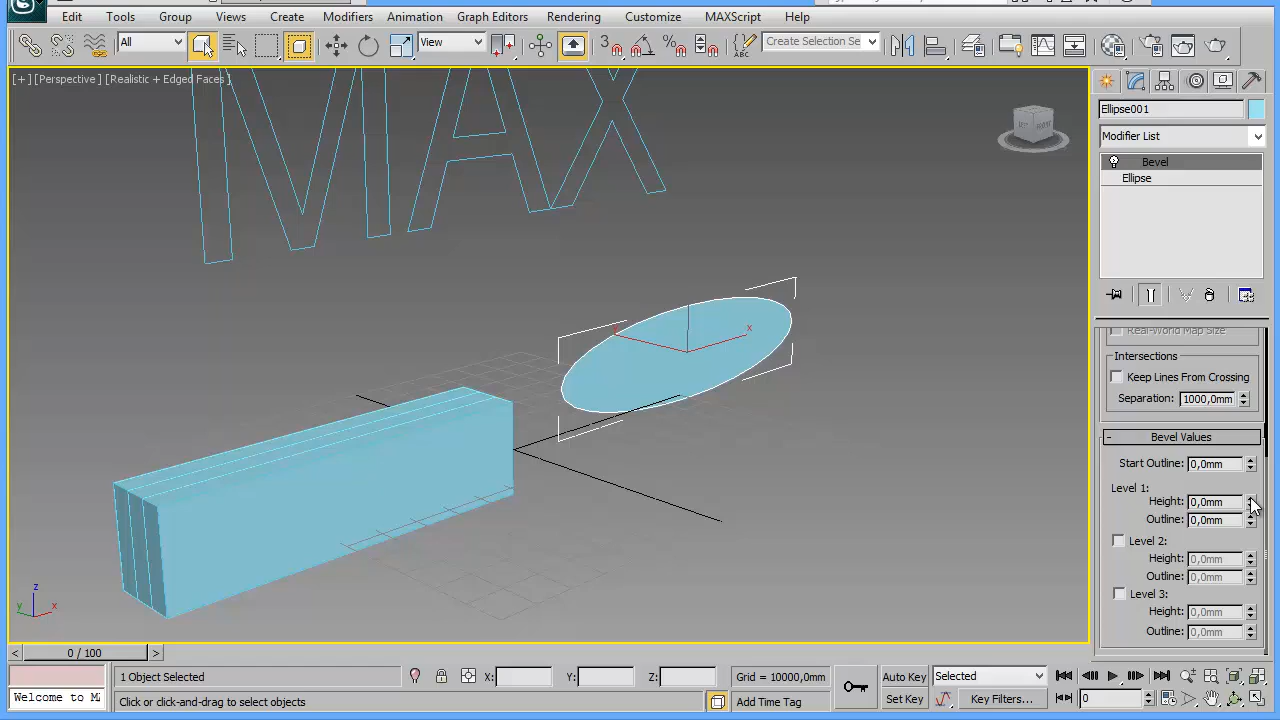 Edit Tools Group Views Create Modifiers Animation Graph Editors Rendering Customize MAXScript Help
All View 3 % ABC Create Selection Se
[+] [Perspective] [Realistic + Edged Faces]
MAX
Ellipse001
Modifier List
Bevel
Ellipse
Real-World Map Size
Intersections
Keep Lines From Crossing
Separation: 1000,0mm
- Bevel Values
Start Outline: 0,0mm
Level 1:
Height: 0,0mm
Outline: 0,0mm
Level 2:
Height: 0,0mm
Outline: 0,0mm
Level 3:
Height: 0,0mm
Outline: 0,0mm
x
z
y x
< 0 / 100 >
1 Object Selected X: Y: Z: Grid = 10000,0mm Auto Key Selected
Welcome to MA Click or click-and-drag to select objects Add Time Tag Set Key Key Filters... 0